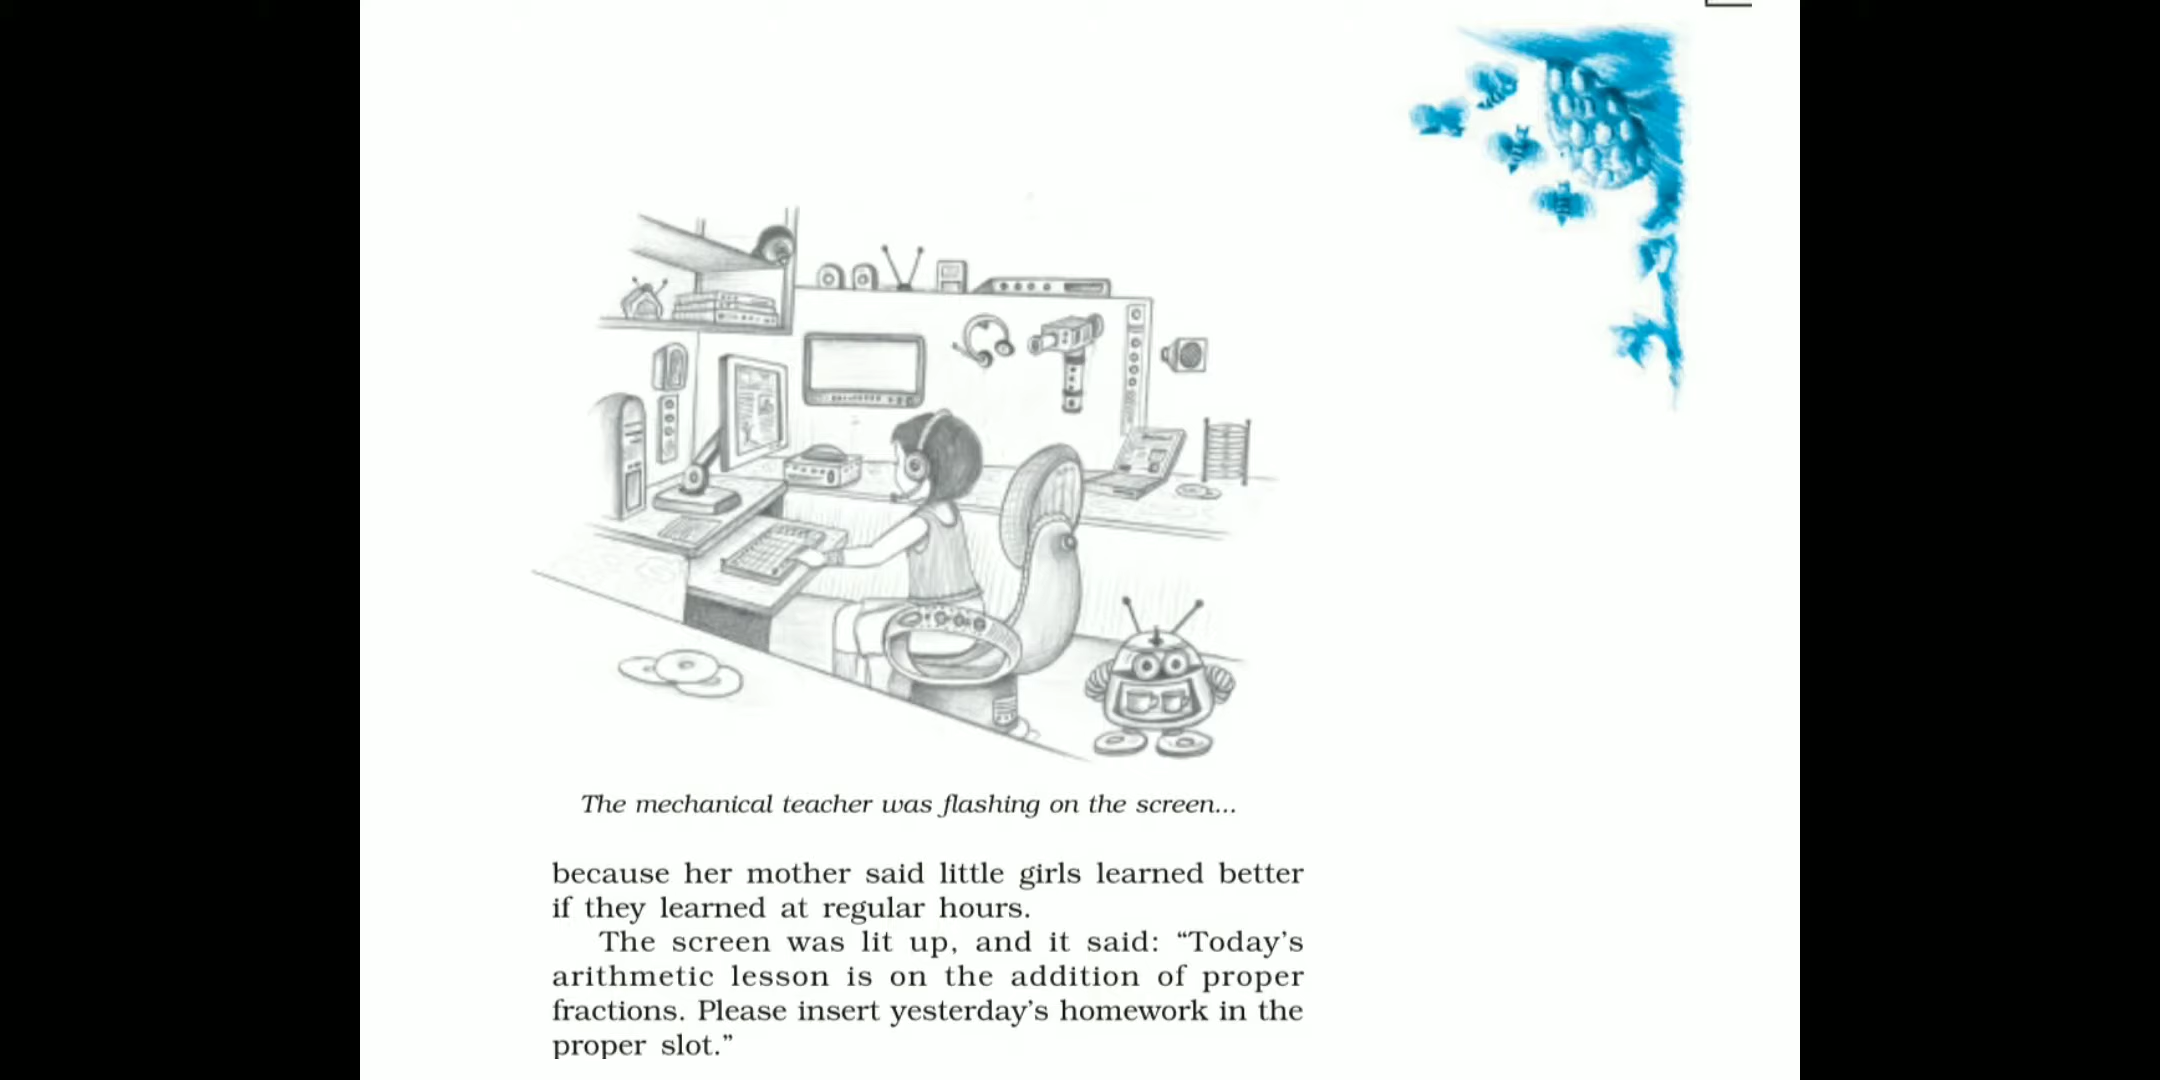 The mechanical teacher was flashing on the screen...
because her mother said little girls learned better
if they learned at regular hours.
The screen was lit up, and it said: “Today’s
arithmetic lesson is on the addition of proper
fractions. Please insert yesterday’s homework in the
proper slot.”